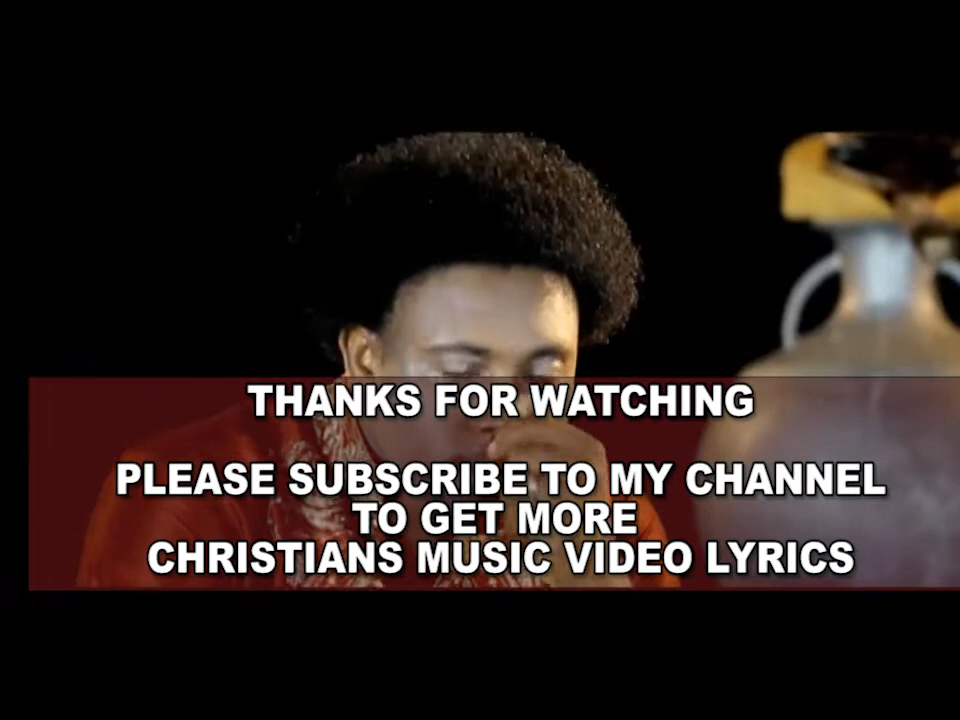 THANKS FOR WATCHING
PLEASE SUBSCRIBE TO MY CHANNEL
TO GET MORE
CHRISTIANS MUSIC VIDEO LYRICS